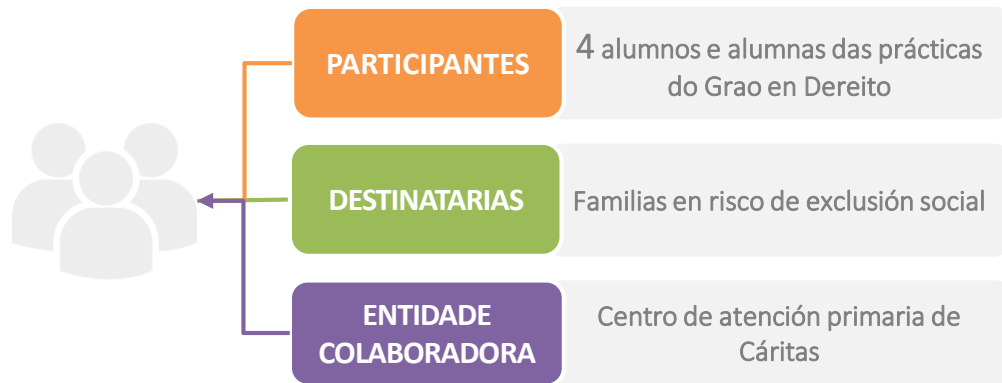 PARTICIPANTES
4 alumnos e alumnas das prácticas
do Grao en Dereito
DESTINATARIAS
Familias en risco de exclusión social
ENTIDADE
COLABORADORA
Centro de atención primaria de
Cáritas